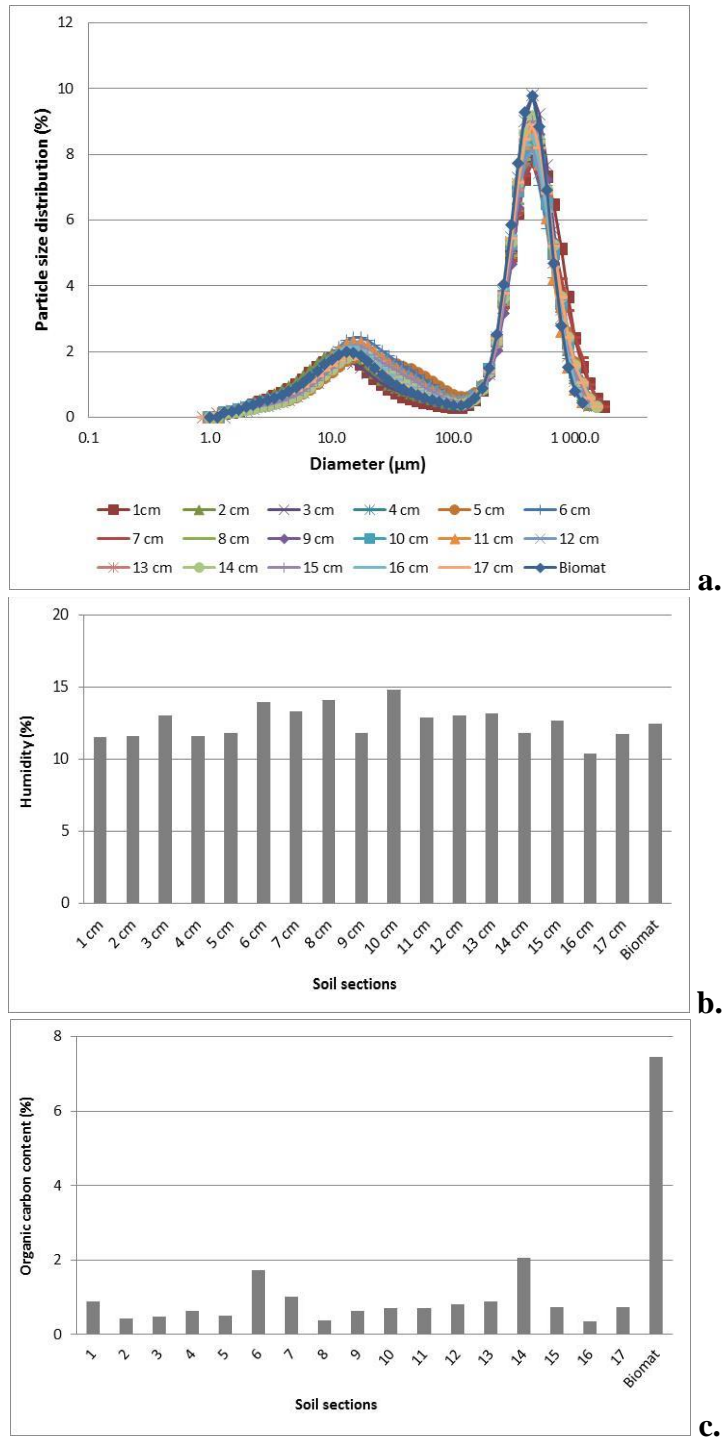 12
10
8
6
4
2
0
Particle size distribution (%)
0.1 1.0 10.0 100.0 1 000.0
Diameter (µm)
1cm 2 cm 3 cm 4 cm 5 cm 6 cm
7 cm 8 cm 9 cm 10 cm 11 cm 12 cm
13 cm 14 cm 15 cm 16 cm 17 cm Biomat
a.
20
15
10
5
0
Humidity (%)
1 cm 2 cm 3 cm 4 cm 5 cm 6 cm 7 cm 8 cm 9 cm 10 cm 11 cm 12 cm 13 cm 14 cm 15 cm 16 cm 17 cm Biomat
Soil sections
b.
8
6
4
2
0
Organic carbon content (%)
1 2 3 4 5 6 7 8 9 10 11 12 13 14 15 16 17 Biomat
Soil sections
c.